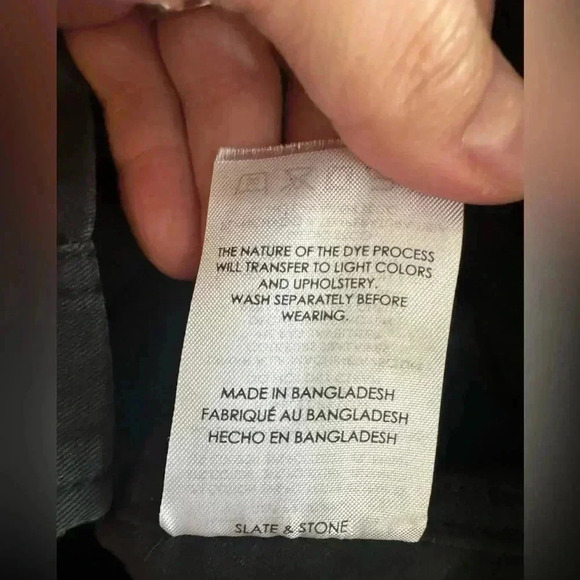 THE NATURE OF THE DYE PROCESS
WILL TRANSFER TO LIGHT COLORS
AND UPHOLSTERY.
WASH SEPARATELY BEFORE
WEARING.
MADE IN BANGLADESH
FABRIQUÉ AU BANGLADESH
HECHO EN BANGLADESH
SLATE & STONE